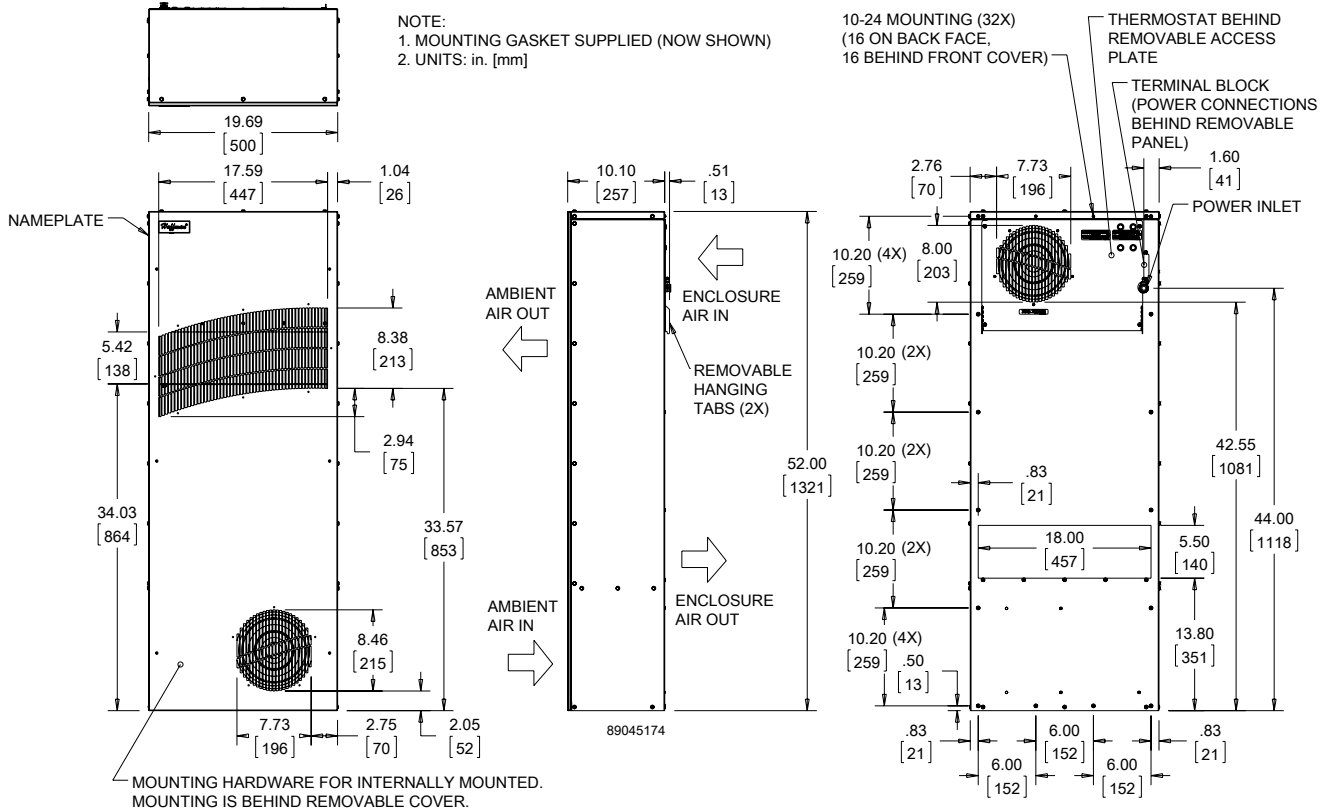 NOTE:
1. MOUNTING GASKET SUPPLIED (NOW SHOWN)
2. UNITS: in. [mm]
19.69
[500]
17.59
[447]
1.04
[26]
NAMEPLATE
Hoffman
5.42
[138]
8.38
[213]
2.94
[75]
34.03
[864]
33.57
[853]
8.46
[215]
7.73
[196]
2.75
[70]
2.05
[52]
MOUNTING HARDWARE FOR INTERNALLY MOUNTED.
MOUNTING IS BEHIND REMOVABLE COVER.
10.10
[257]
.51
[13]
AMBIENT
AIR OUT
ENCLOSURE
AIR IN
REMOVABLE
HANGING
TABS (2X)
52.00
[1321]
AMBIENT
AIR IN
ENCLOSURE
AIR OUT
89045174
10-24 MOUNTING (32X)
(16 ON BACK FACE,
16 BEHIND FRONT COVER)
THERMOSTAT BEHIND
REMOVABLE ACCESS
PLATE
TERMINAL BLOCK
(POWER CONNECTIONS
BEHIND REMOVABLE
PANEL)
2.76
[70]
7.73
[196]
1.60
[41]
POWER INLET
10.20 (4X)
[259]
8.00
[203]
10.20 (2X)
[259]
10.20 (2X)
[259]
.83
[21]
42.55
[1081]
44.00
[1118]
10.20 (2X)
[259]
18.00
[457]
5.50
[140]
10.20 (4X)
[259]
.50
[13]
13.80
[351]
.83
[21]
6.00
[152]
6.00
[152]
6.00
[152]
.83
[21]